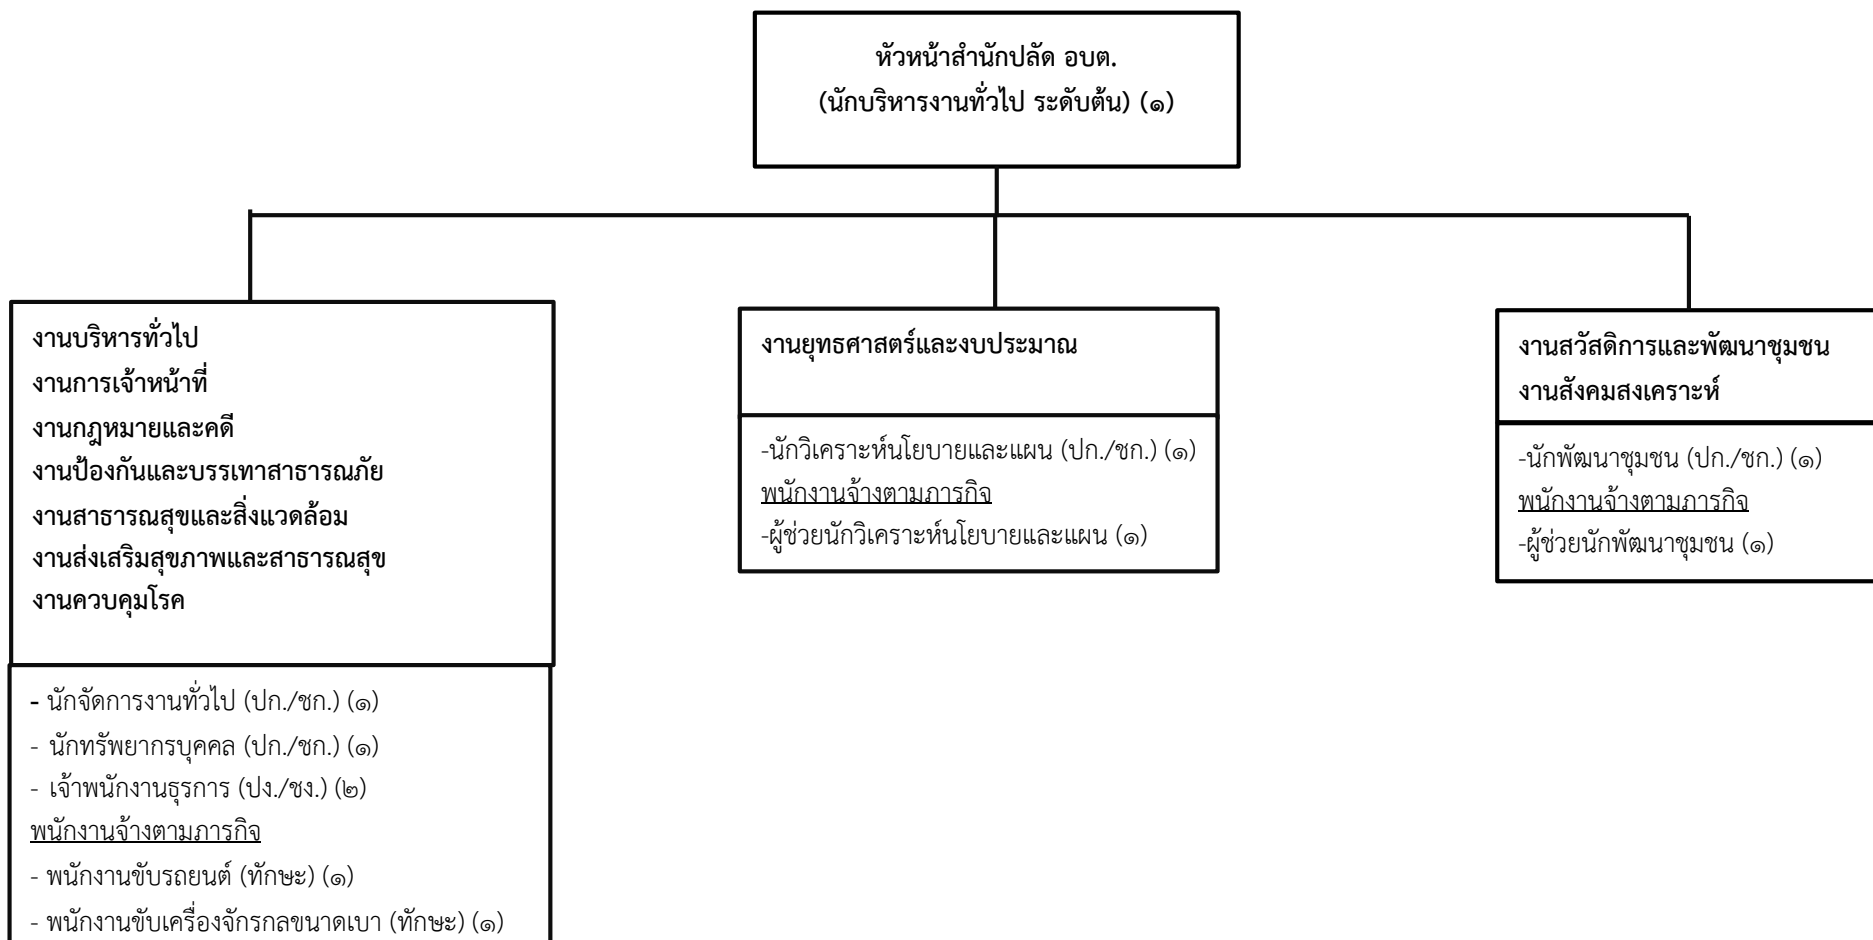 หัวหน้าสำนักปลัด อบต.
(นักบริหารงานทั่วไป ระดับต้น) (๑)
งานบริหารทั่วไป
งานการเจ้าหน้าที่
งานกฎหมายและคดี
งานป้องกันและบรรเทาสาธารณภัย
งานสาธารณสุขและสิ่งแวดล้อม
งานส่งเสริมสุขภาพและสาธารณสุข
งานควบคุมโรค
- นักจัดการงานทั่วไป (ปก./ชก.) (๑)
- นักทรัพยากรบุคคล (ปก./ชก.) (๑)
- เจ้าพนักงานธุรการ (ปง./ชง.) (๒)
พนักงานจ้างตามภารกิจ
- พนักงานขับรถยนต์ (ทักษะ) (๑)
- พนักงานขับเครื่องจักรกลขนาดเบา (ทักษะ) (๑)
งานยุทธศาสตร์และงบประมาณ
-นักวิเคราะห์นโยบายและแผน (ปก./ชก.) (๑)
พนักงานจ้างตามภารกิจ
-ผู้ช่วยนักวิเคราะห์นโยบายและแผน (๑)
งานสวัสดิการและพัฒนาชุมชน
งานสังคมสงเคราะห์
-นักพัฒนาชุมชน (ปก./ชก.) (๑)
พนักงานจ้างตามภารกิจ
-ผู้ช่วยนักพัฒนาชุมชน (๑)